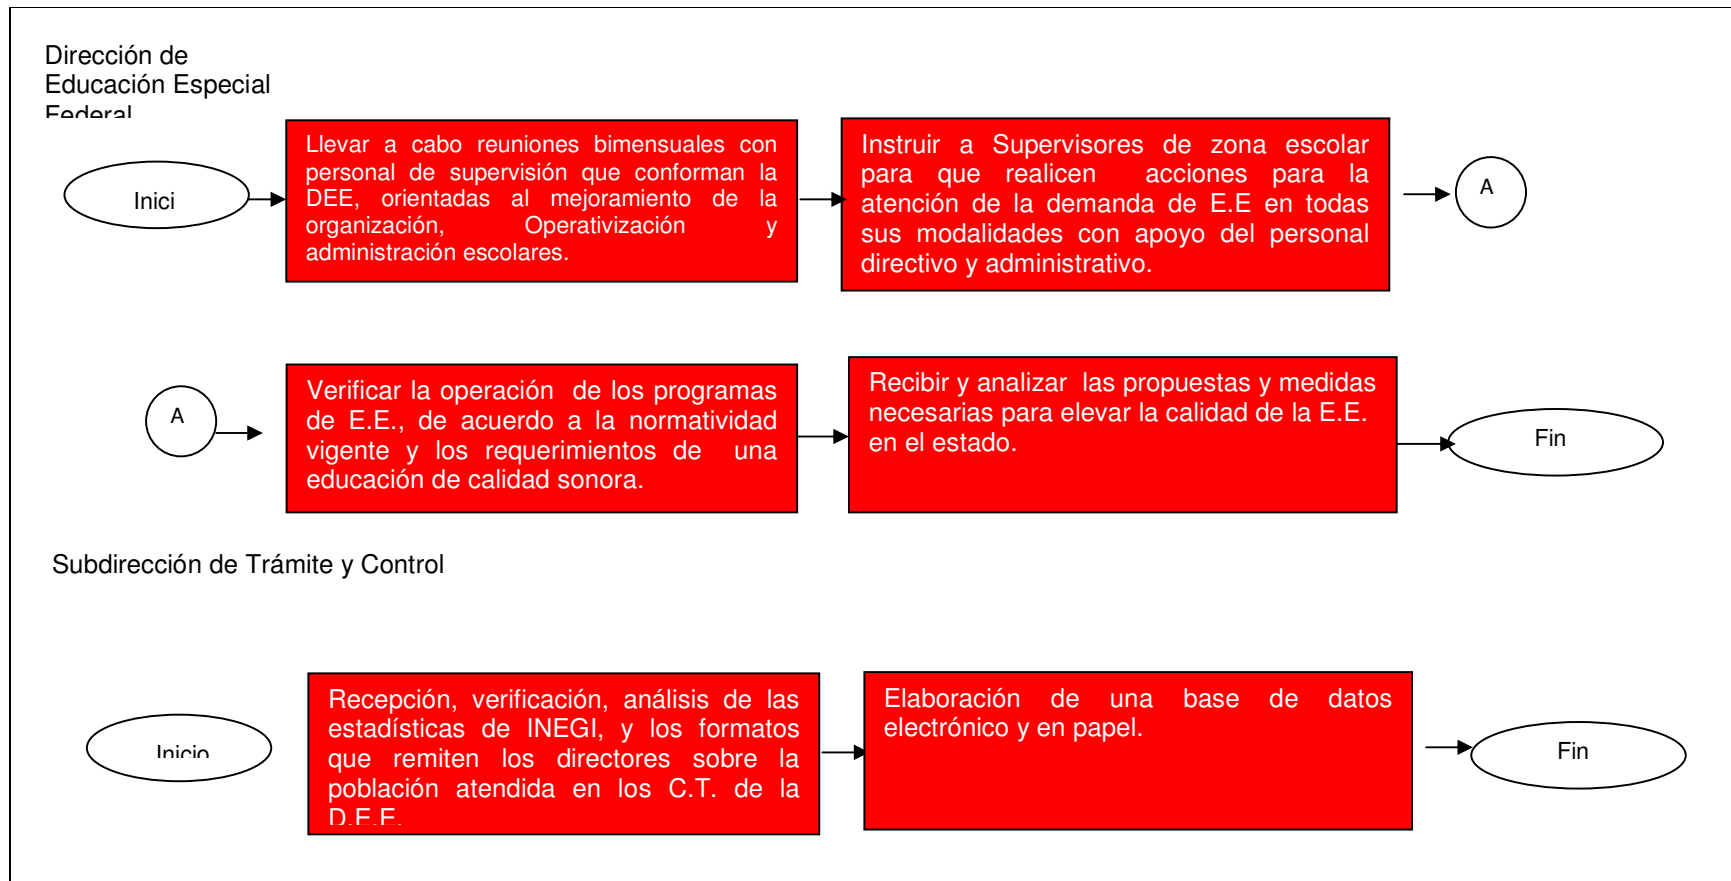 Dirección de
Educación Especial
Federal
Inici
Llevar a cabo reuniones bimensuales con
personal de supervisión que conforman la
DEE, orientadas al mejoramiento de la
organización, Operativización y
administración escolares.
Instruir a Supervisores de zona escolar
para que realicen acciones para la
atención de la demanda de E.E en todas
sus modalidades con apoyo del personal
directivo y administrativo.
A
A
Verificar la operación de los programas
de E.E., de acuerdo a la normatividad
vigente y los requerimientos de una
educación de calidad sonora.
Recibir y analizar las propuestas y medidas
necesarias para elevar la calidad de la E.E.
en el estado.
Fin
Subdirección de Trámite y Control
Inicio
Recepción, verificación, análisis de las
estadísticas de INEGI, y los formatos
que remiten los directores sobre la
población atendida en los C.T. de la
D.E.E.
Elaboración de una base de datos
electrónico y en papel.
Fin